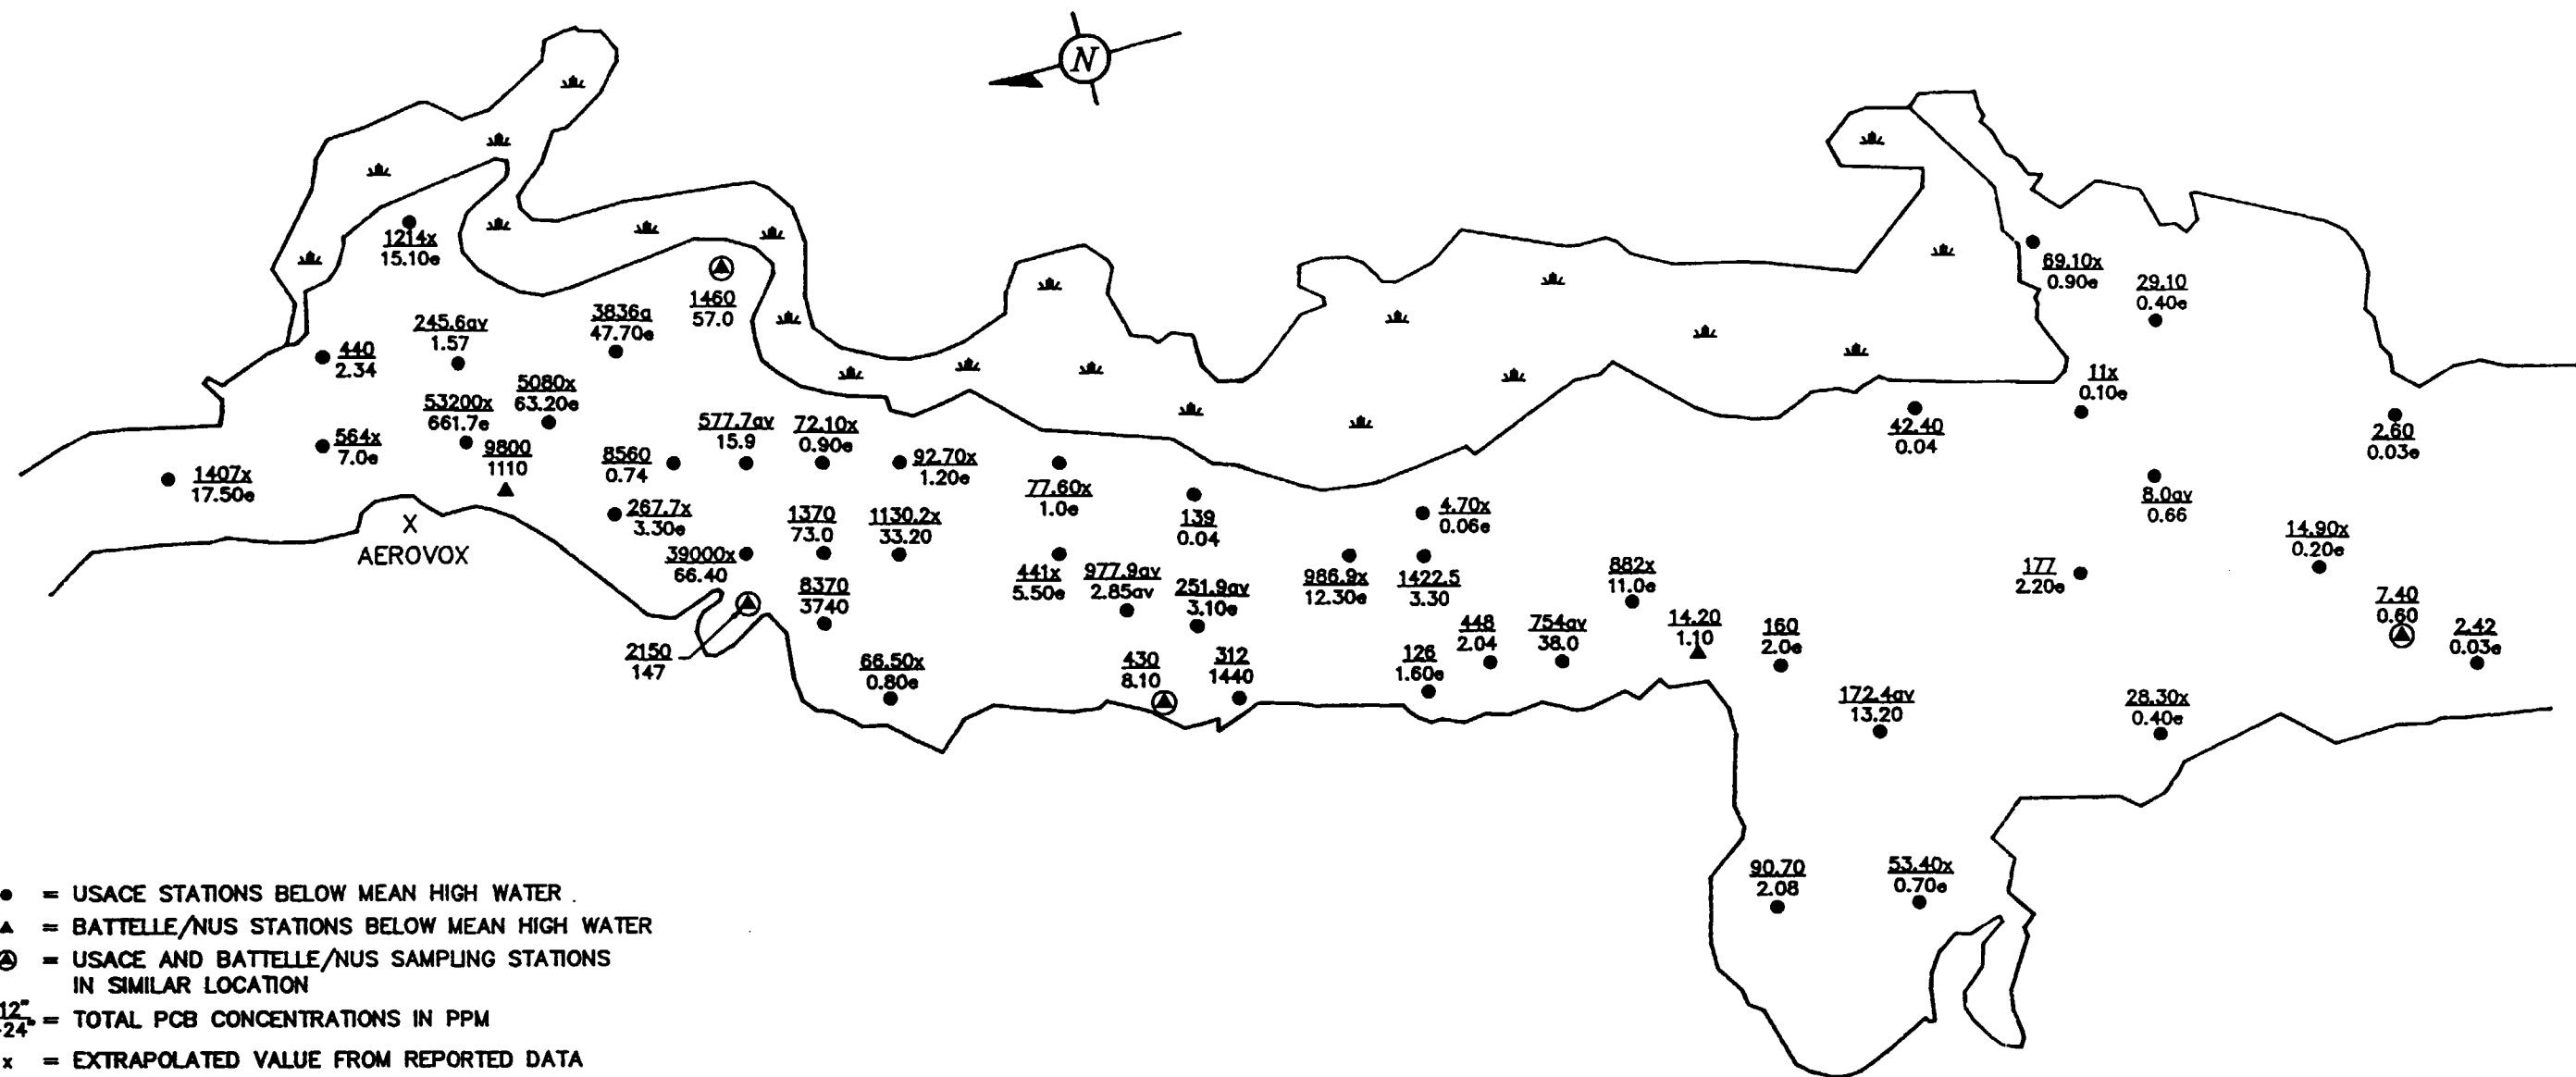 N
1214x
15.10e
1460
57.0
69.10x
0.90e
29.10
0.40e
245.6av
1.57
3836a
47.70e
440
2.34
53200x
661.7e
5080x
63.20e
577.7av
15.9
72.10x
0.90e
11x
0.10e
42.40
0.04
2.60
0.03e
564x
7.0e
9800
1110
8560
0.74
92.70x
1.20e
1407x
17.50e
77.60x
1.0e
8.0av
0.66
267.7x
3.30e
1370
73.0
1130.2x
33.20
139
0.04
4.70x
0.06e
X
AEROVOX
14.90x
0.20e
39000x
66.40
441x
5.50e
977.9av
2.85av
251.9av
3.10e
986.9x
12.30e
1422.5
3.30
882x
11.0e
177
2.20e
8370
3740
7.40
0.60
2150
147
66.50x
0.80e
430
8.10
312
1440
126
1.60e
448
2.04
754av
38.0
14.20
1.10
160
2.0e
2.42
0.03e
172.4av
13.20
28.30x
0.40e
90.70
2.08
53.40x
0.70e
= USACE STATIONS BELOW MEAN HIGH WATER
= BATTELLE/NUS STATIONS BELOW MEAN HIGH WATER
= USACE AND BATTELLE/NUS SAMPLING STATIONS
IN SIMILAR LOCATION
12"
24" = TOTAL PCB CONCENTRATIONS IN PPM
x = EXTRAPOLATED VALUE FROM REPORTED DATA